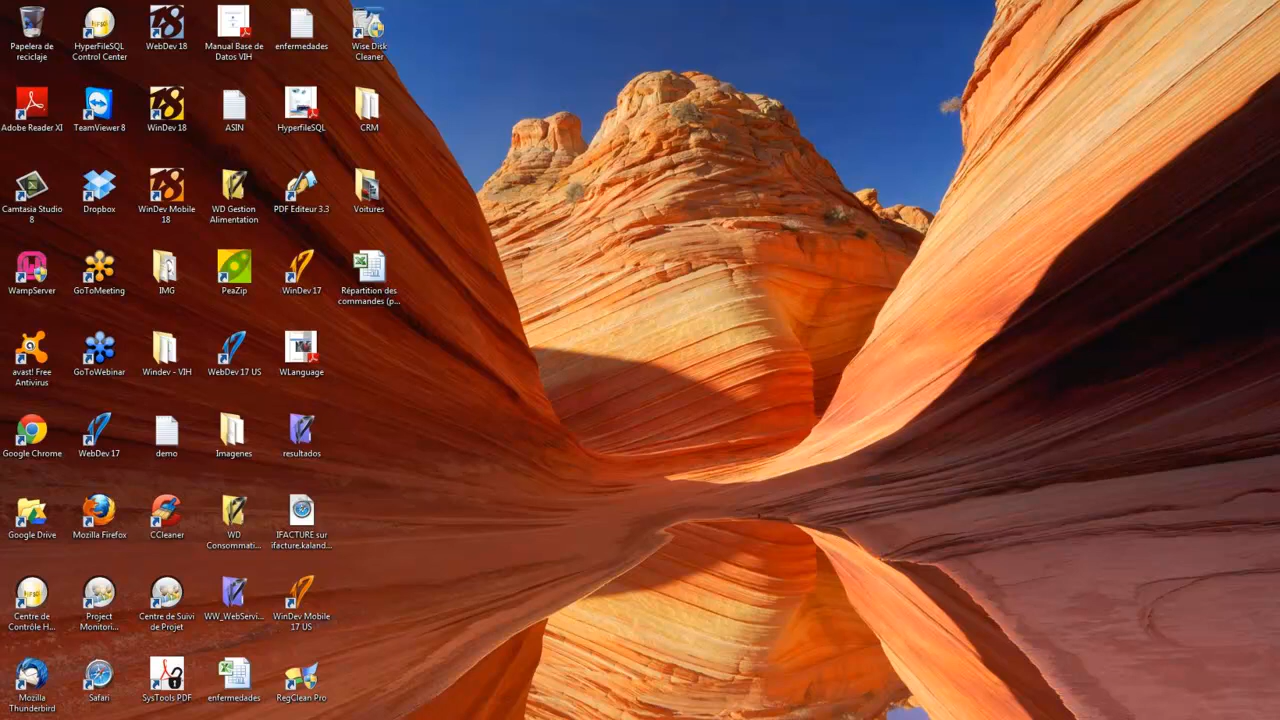 Papelera de
reciclaje
HyperFileSQL
Control Center
WebDev 18
Manual Base de
Datos VIH
enfermedades
Wise Disk
Cleaner
Adobe Reader XI
TeamViewer 8
WinDev 18
ASIN
HyperfileSQL
CRM
Camtasia Studio
8
Dropbox
WinDev Mobile
18
WD Gestion
Alimentation
PDF Editeur 3.3
Voitures
WampServer
GoToMeeting
IMG
PeaZip
WinDev 17
Répartition des
commandes (p...
avast! Free
Antivirus
GoToWebinar
Windev - VIH
WebDev 17 US
WLanguage
Google Chrome
WebDev 17
demo
Imagenes
resultados
Google Drive
Mozilla Firefox
CCleaner
WD
Consommati...
IFACTURE sur
ifacture.kaland...
Centre de
Contrôle H...
Project
Monitori...
Centre de Suivi
de Projet
WW_WebServi...
WinDev Mobile
17 US
Mozilla
Thunderbird
Safari
SysTools PDF
enfermedades
RegClean Pro